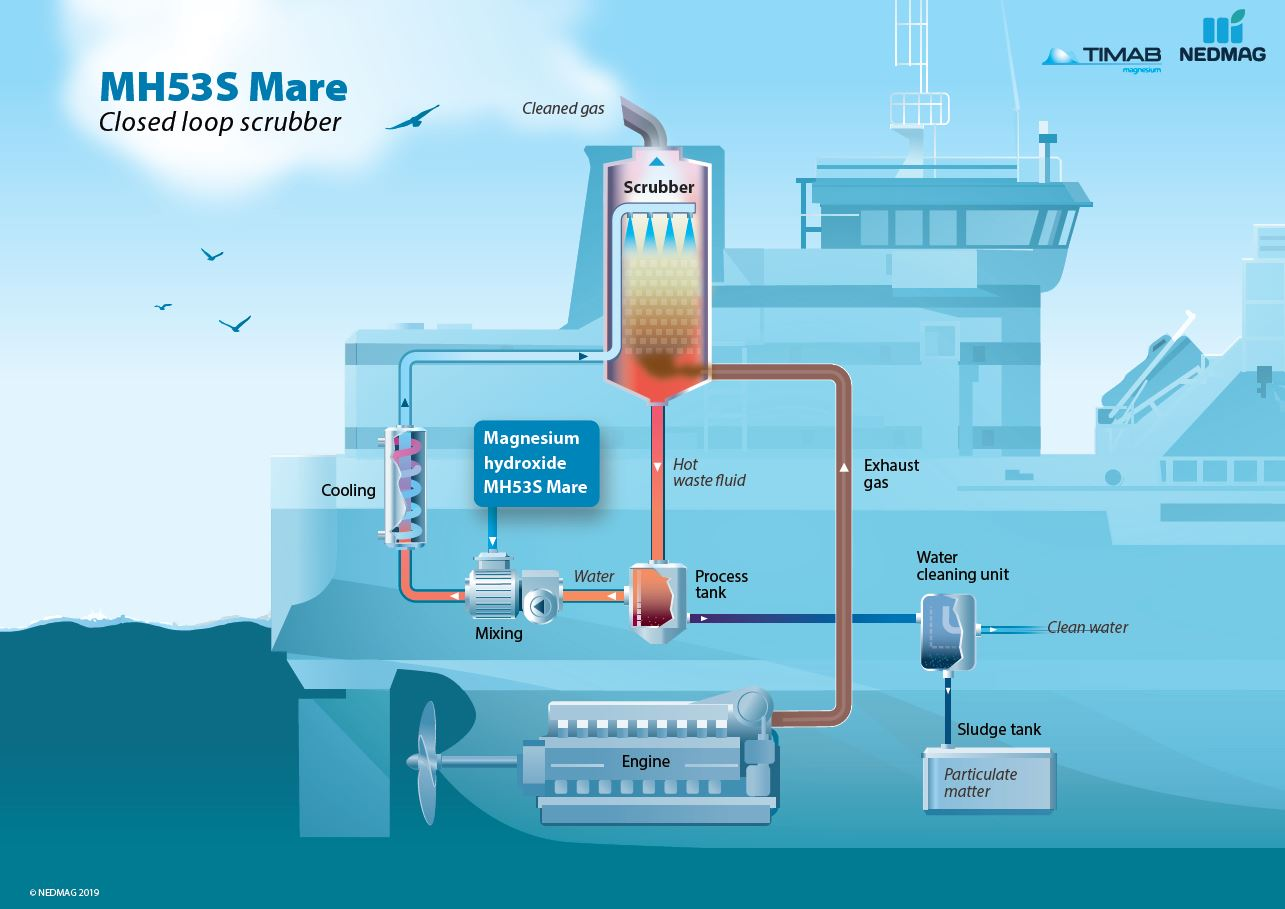 MH53S Mare
Closed loop scrubber
TIMAB
magnesium
NEDMAG
Cleaned gas
Scrubber
Magnesium
hydroxide
MH53S Mare
Hot
waste fluid
Exhaust
gas
Cooling
Water
Process
tank
Mixing
Water
cleaning unit
Clean water
Engine
Sludge tank
Particulate
matter
© NEDMAG 2019